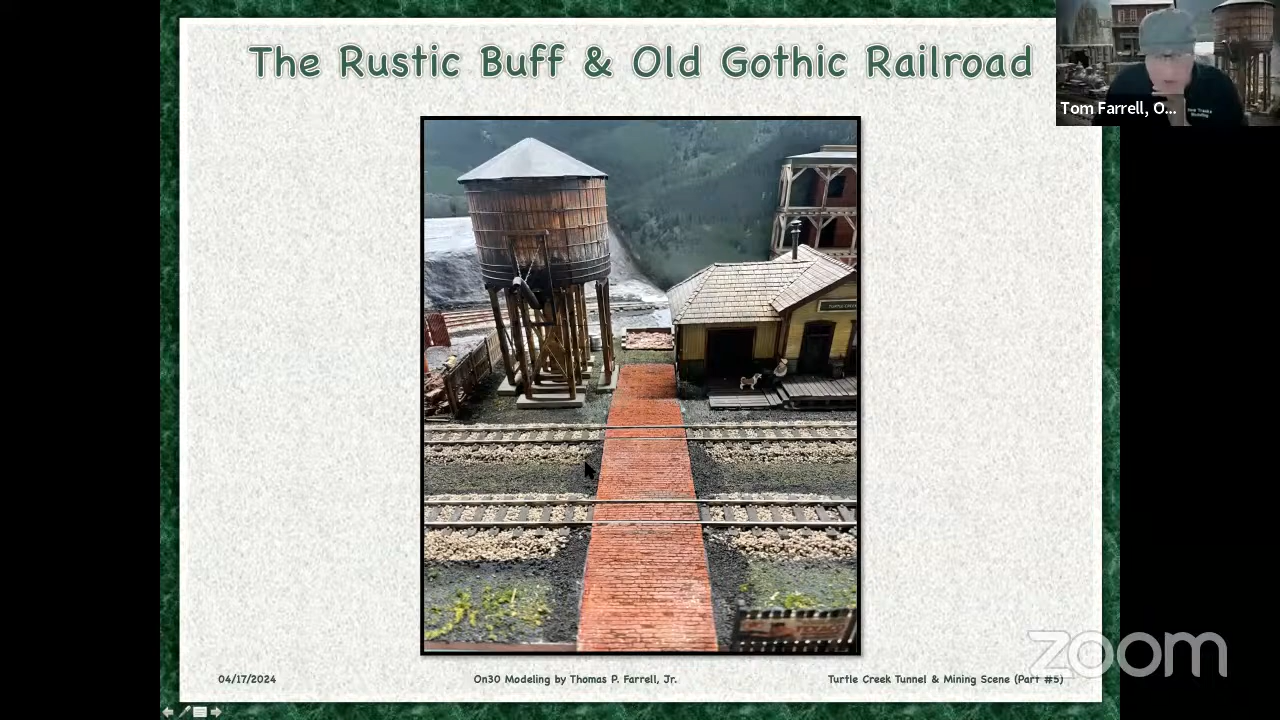 The Rustic Buff & Old Gothic Railroad
Tom Farrell, O...
zoom
04/17/2024
On30 Modeling by Thomas P. Farrell, Jr.
Turtle Creek Tunnel & Mining Scene (Part #5)